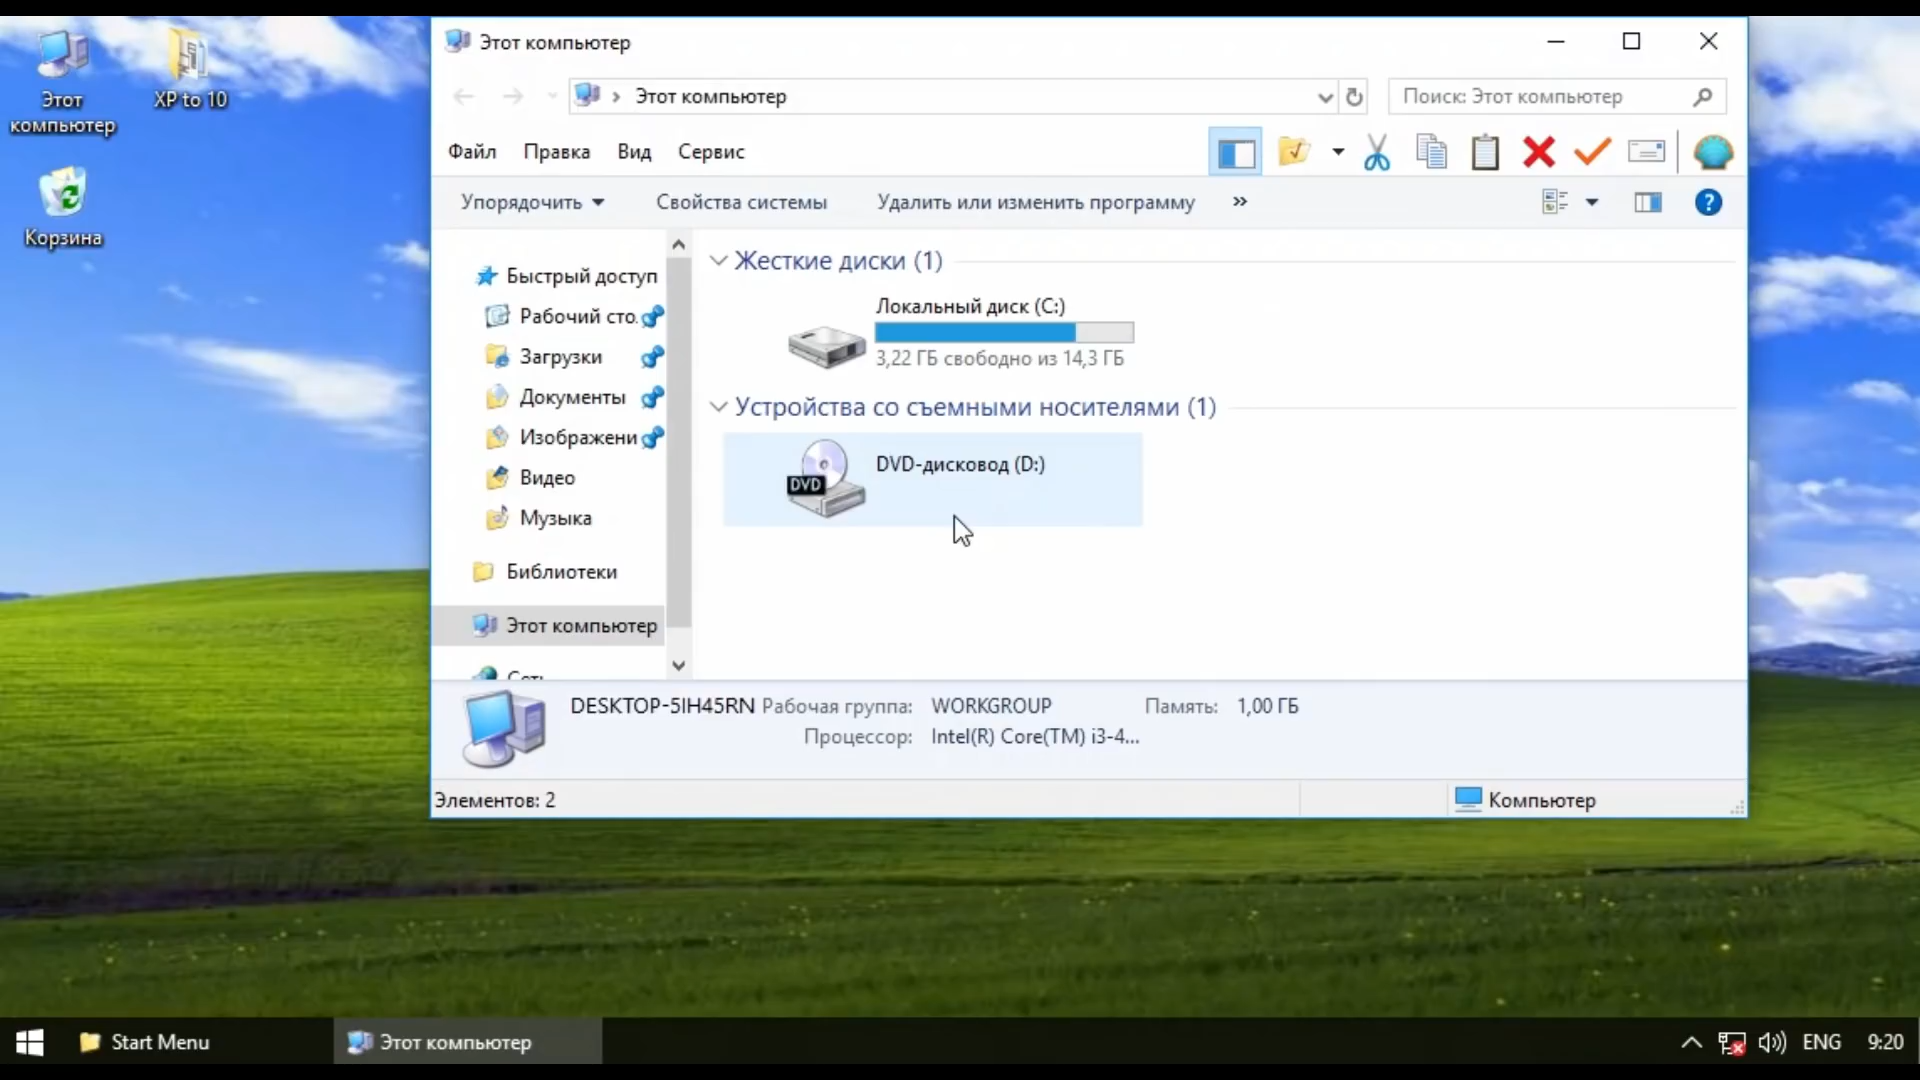 Этот компьютер
XP to 10
Корзина
Этот компьютер
Этот компьютер
Поиск: Этот компьютер
Файл Правка Вид Сервис
Упорядочить Свойства системы Удалить или изменить программу »
Быстрый доступ
Рабочий сто.
Загрузки
Документы
Изображени
Видео
Музыка
Библиотеки
Этот компьютер
Жесткие диски (1)
Локальный диск (C:)
3,22 ГБ свободно из 14,3 ГБ
Устройства со съемными носителями (1)
DVD
DVD-дисковод (D:)
DESKTOP-5IH45RN Рабочая группа: WORKGROUP Память: 1,00 ГБ
Процессор: Intel(R) Core(TM) i3-4...
Элементов: 2
Компьютер
Start Menu
Этот компьютер
ENG
9:20